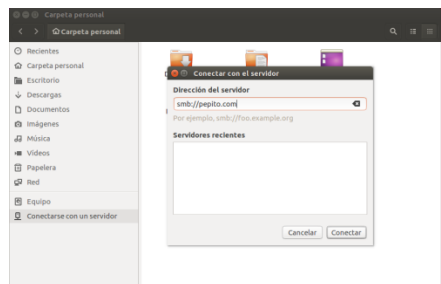 Carpeta personal
Carpeta personal
Recientes
Carpeta personal
Escritorio
Descargas
Documentos
Imágenes
Música
Vídeos
Papelera
Red
Equipo
Conectarse con un servidor
Conectar con el servidor
Dirección del servidor
smb://pepito.com
Por ejemplo, smb://foo.example.org
Servidores recientes
Cancelar
Conectar